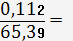 0,112
65,39 =